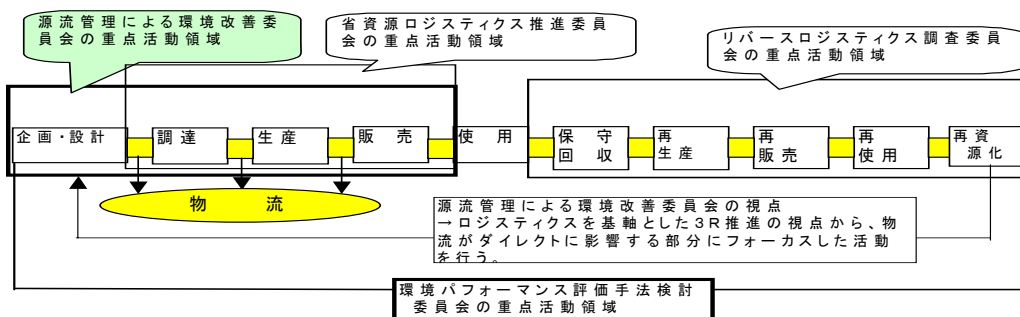 源流管理による環境改善委
員会の重点活動領域
省資源ロジスティクス推進委員
会の重点活動領域
リバースロジスティクス調査委員
会の重点活動領域
企画・設計
調達
生産
販売
使用
保守
回収
再
生産
再
販売
再
使用
再資
源化
物流
源流管理による環境改善委員会の視点
→ロジスティクスを基軸とした3R推進の視点から、物
流がダイレクトに影響する部分にフォーカスした活動
を行う。
環境パフォーマンス評価手法検討
委員会の重点活動領域